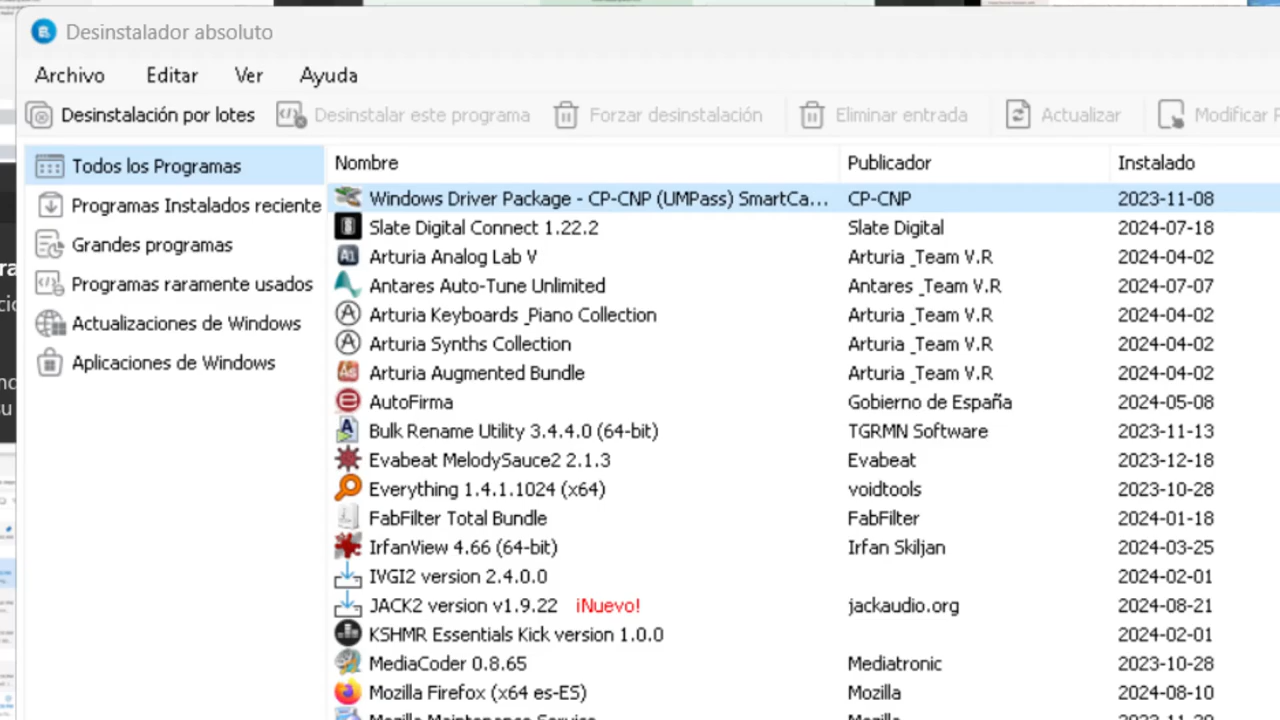 Desinstalador absoluto
Archivo Editar Ver Ayuda
Desinstalación por lotes Desinstalar este programa Forzar desinstalación Eliminar entrada Actualizar Modificar
Todos los Programas
Programas Instalados reciente
Grandes programas
Programas raramente usados
Actualizaciones de Windows
Aplicaciones de Windows
Nombre Publicador Instalado
Windows Driver Package - CP-CNP (UMPass) SmartCa... CP-CNP 2023-11-08
Slate Digital Connect 1.22.2 Slate Digital 2024-07-18
Arturia Analog Lab V Arturia _Team V.R 2024-04-02
Antares Auto-Tune Unlimited Antares _Team V.R 2024-07-07
Arturia Keyboards _Piano Collection Arturia _Team V.R 2024-04-02
Arturia Synths Collection Arturia _Team V.R 2024-04-02
Arturia Augmented Bundle Arturia _Team V.R 2024-04-02
AutoFirma Gobierno de España 2024-05-08
Bulk Rename Utility 3.4.4.0 (64-bit) TGRMN Software 2023-11-13
Evabeat MelodySauce2 2.1.3 Evabeat 2023-12-18
Everything 1.4.1.1024 (x64) voidtools 2023-10-28
FabFilter Total Bundle FabFilter 2024-01-18
IrfanView 4.66 (64-bit) Irfan Skiljan 2024-03-25
IVGI2 version 2.4.0.0 2024-02-01
JACK2 version v1.9.22 ¡Nuevo! jackaudio.org 2024-08-21
KSHMR Essentials Kick version 1.0.0 2024-02-01
MediaCoder 0.8.65 Mediatronic 2023-10-28
Mozilla Firefox (x64 es-ES) Mozilla 2024-08-10
Mozilla Maintenance Service Mozilla